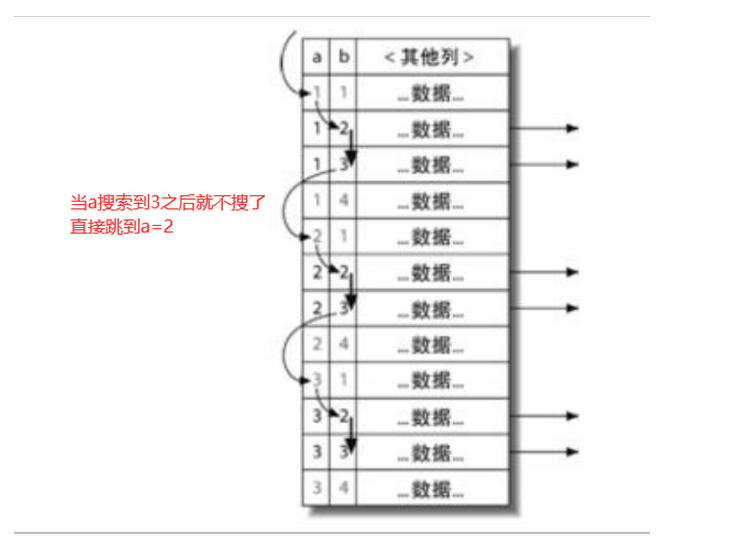 a b <其他列>
1 1 …数据…
1 2 …数据…
1 3 …数据…
1 4 …数据…
当a搜索到3之后就不搜了
直接跳到a=2
2 1 …数据…
2 2 …数据…
2 3 …数据…
2 4 …数据…
3 1 …数据…
3 2 …数据…
3 3 …数据…
3 4 …数据…